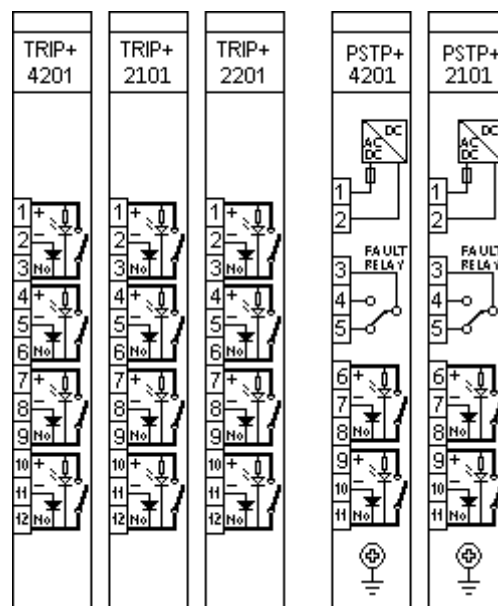 TRIP+
4201
1 +
2 -
3 No
4 +
5 -
6 No
7 +
8 -
9 No
10 +
11 -
12 No
TRIP+
2101
1 +
2 -
3 No
4 +
5 -
6 No
7 +
8 -
9 No
10 +
11 -
12 No
TRIP+
2201
1 +
2 -
3 No
4 +
5 -
6 No
7 +
8 -
9 No
10 +
11 -
12 No
PSTP+
4201
DC
AC
DC
1
2
FAULT
3 RELAY
4
5
6 +
7 -
8 No
9 +
10 -
11 No
PSTP+
2101
DC
AC
DC
1
2
FAULT
3 RELAY
4
5
6 +
7 -
8 No
9 +
10 -
11 No